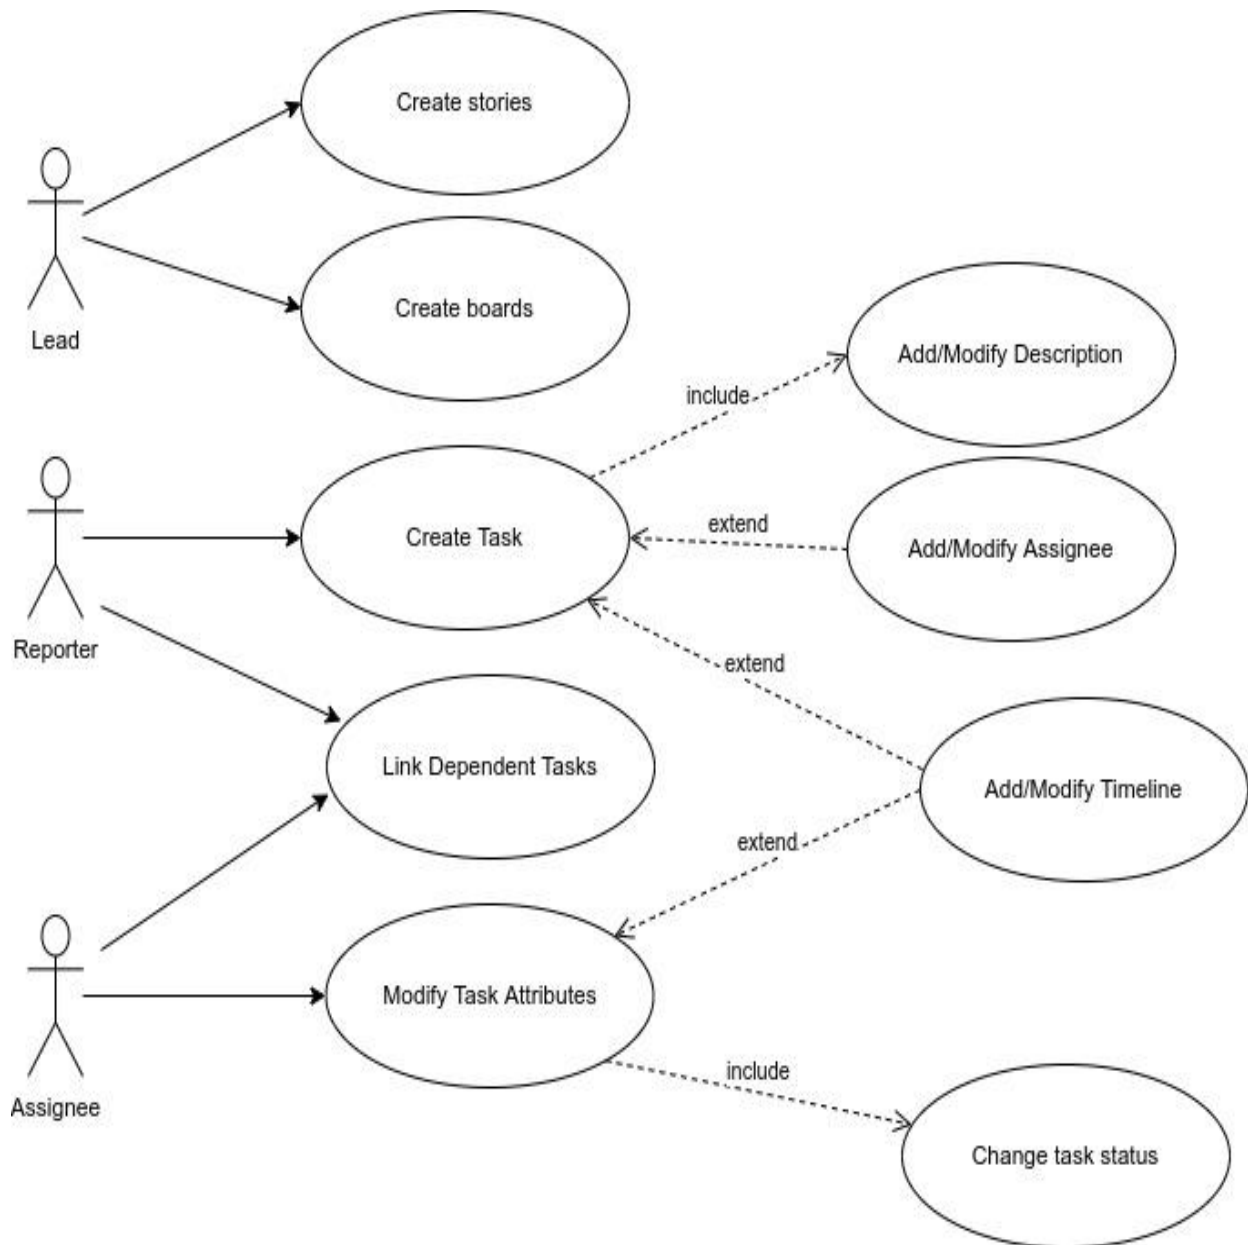 Create stories
Lead
Create boards
Add/Modify Description
include
Create Task
extend
Add/Modify Assignee
Reporter
extend
Link Dependent Tasks
Add/Modify Timeline
extend
Modify Task Attributes
include
Assignee
Change task status